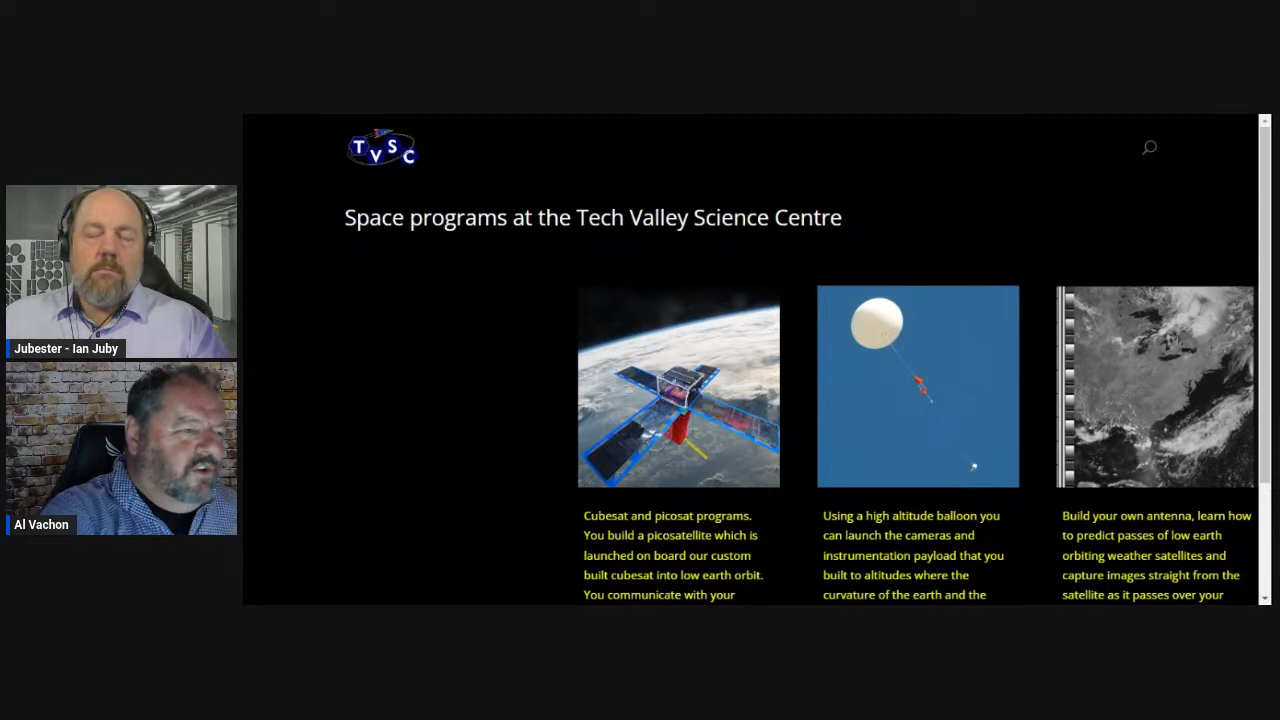 TVSC
Space programs at the Tech Valley Science Centre
Jubester - Ian Juby
Al Vachon
Cubesat and picosat programs.
You build a picosatellite which is
launched on board our custom
built cubesat into low earth orbit.
You communicate with your
Using a high altitude balloon you
can launch the cameras and
instrumentation payload that you
built to altitudes where the
curvature of the earth and the
Build your own antenna, learn how
to predict passes of low earth
orbiting weather satellites and
capture images straight from the
satellite as it passes over your